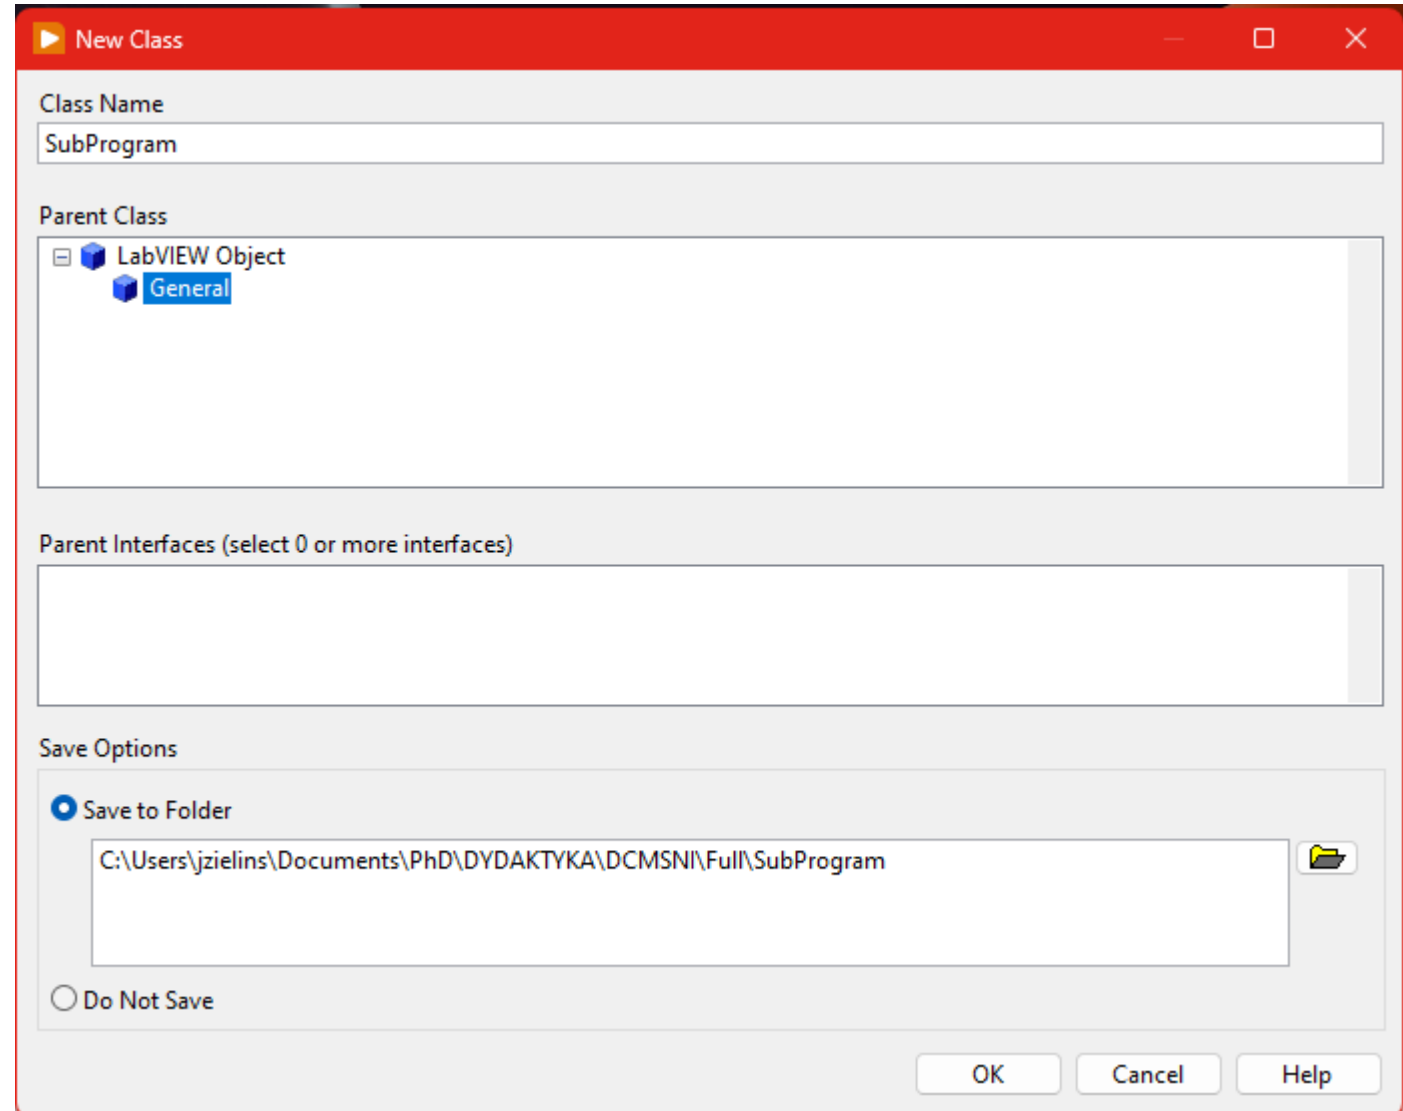 New Class
Class Name
SubProgram
Parent Class
LabVIEW Object
General
Parent Interfaces (select 0 or more interfaces)
Save Options
Save to Folder
C:\Users\jzielins\Documents\PhD\DYDAKTYKA\DCMSNI\Full\SubProgram
Do Not Save
OK Cancel Help